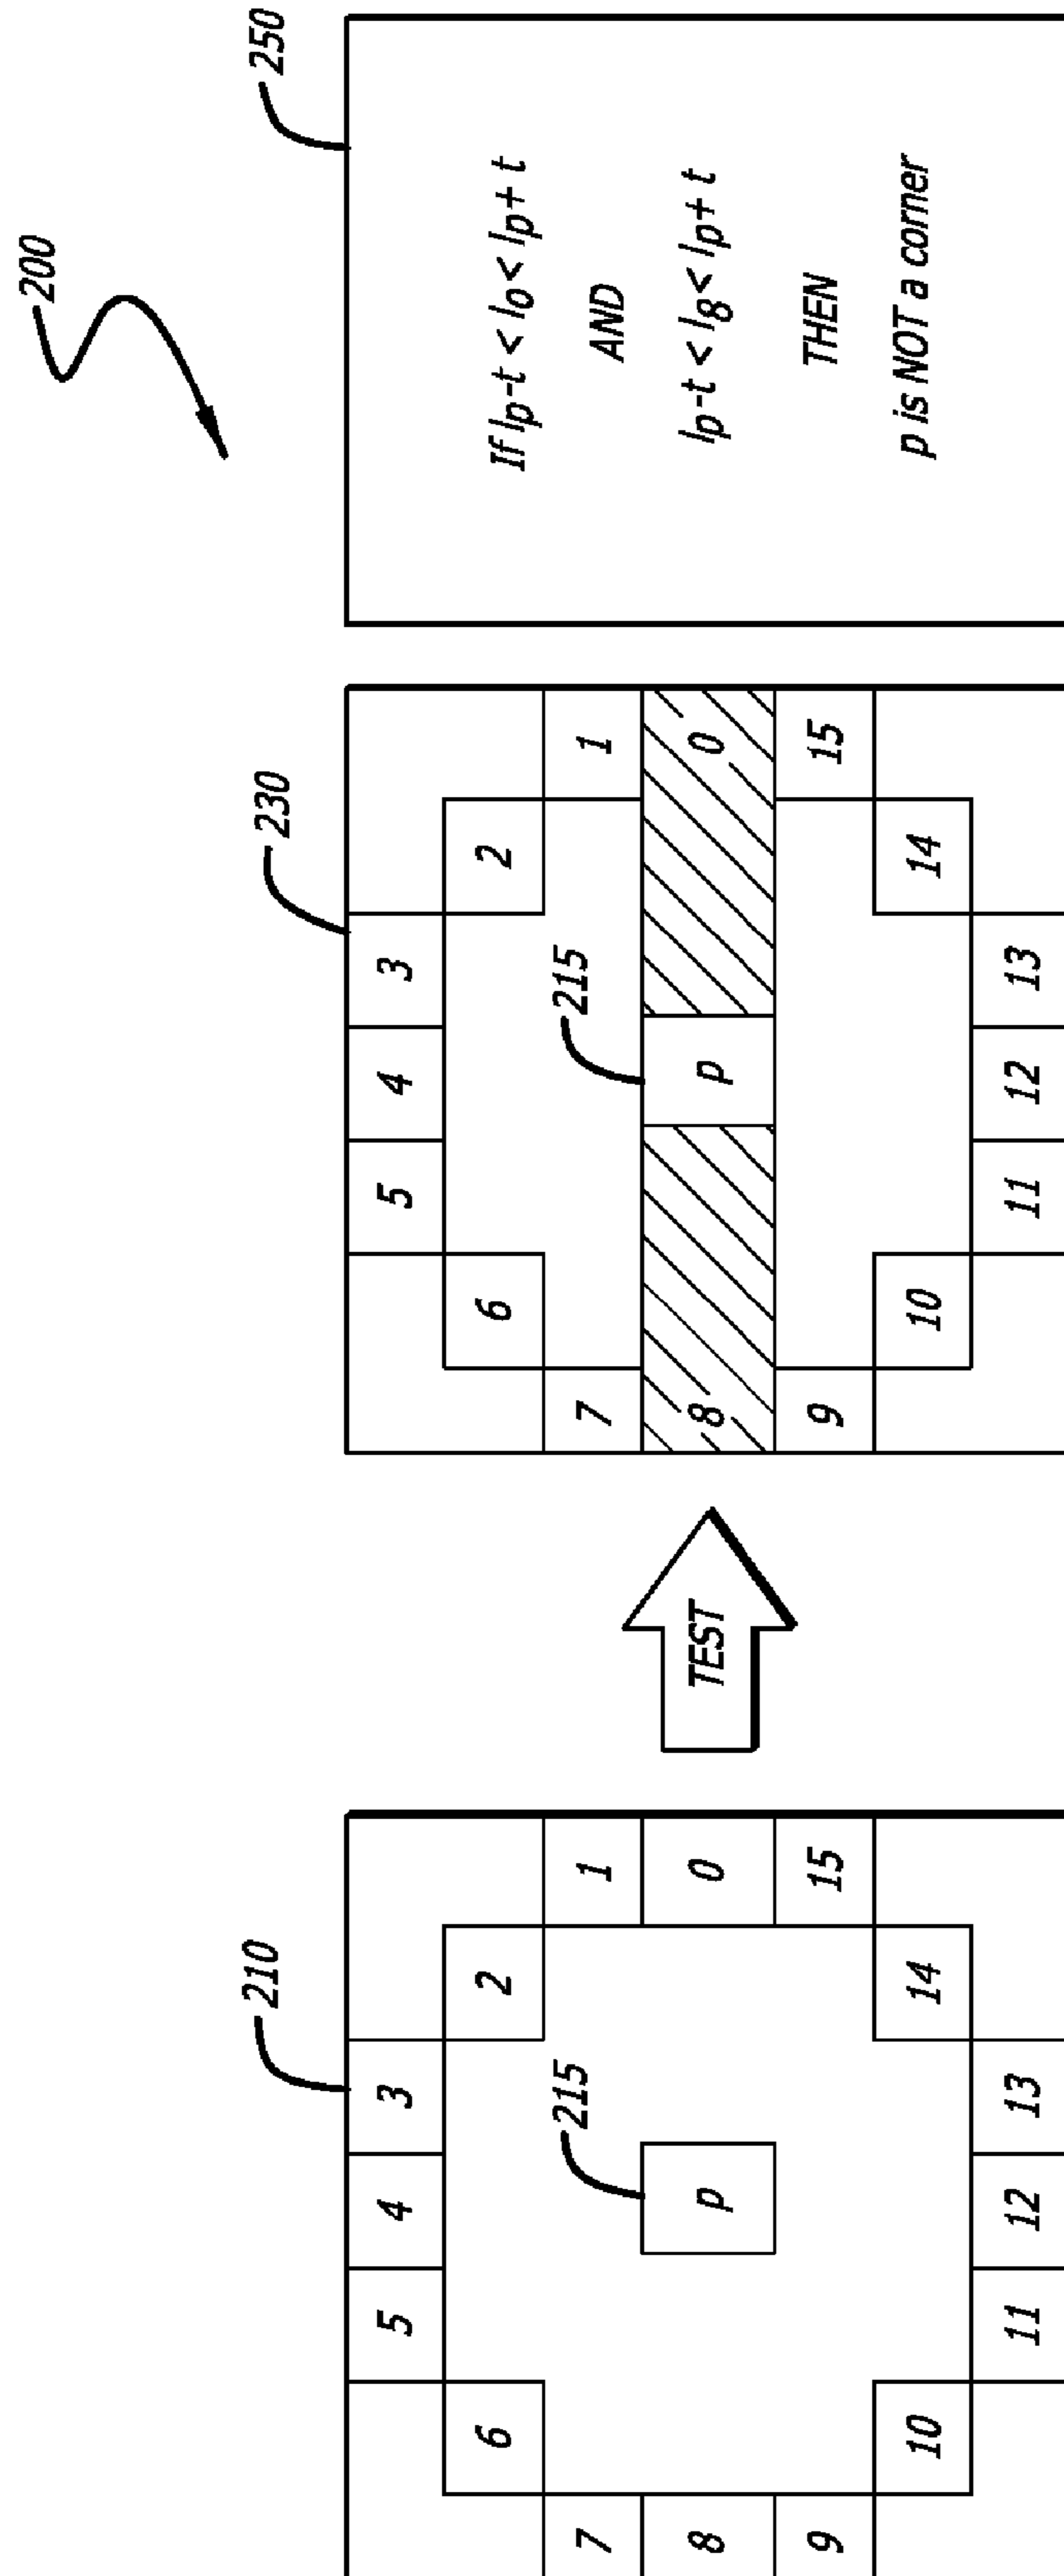 200
210
5 4 3
6 2
215
7 1
8 p 0
9 15
10 14
11 12 13
TEST
230
5 4 3
6 2
215
7 1
8 p 0
9 15
10 14
11 12 13
250
If Ip-t < I0 < Ip+ t
AND
Ip-t < I8 < Ip+ t
THEN
p is NOT a corner